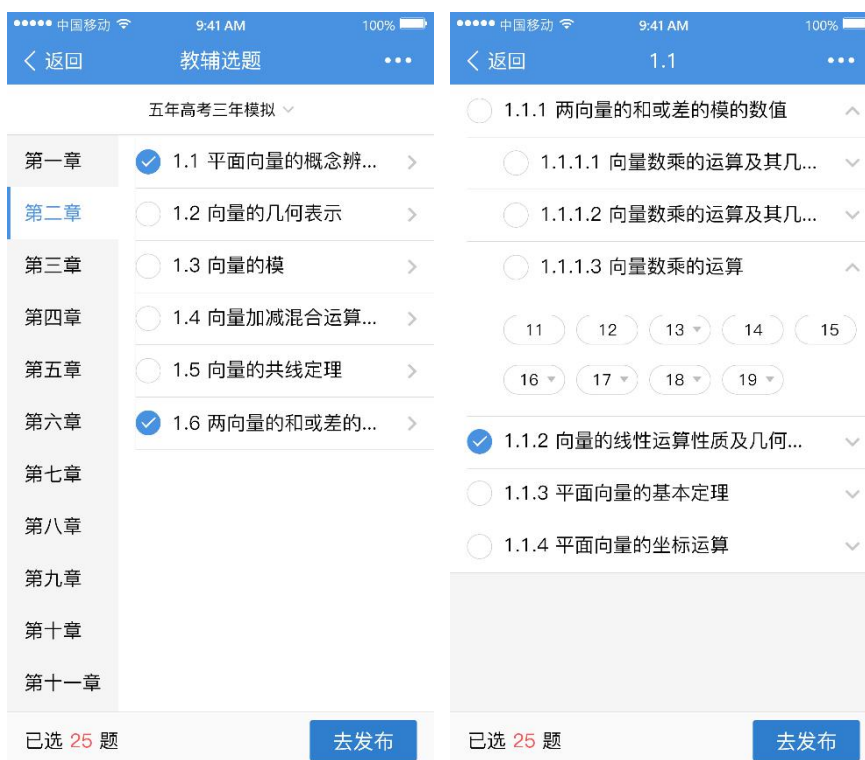 中国移动 9:41 AM 100%
返回 教辅选题
五年高考三年模拟
第一章
第二章
第三章
第四章
第五章
第六章
第七章
第八章
第九章
第十章
第十一章
1.1 平面向量的概念辨...
1.2 向量的几何表示
1.3 向量的模
1.4 向量加减混合运算...
1.5 向量的共线定理
1.6 两向量的和或差的...
已选 25 题 去发布
中国移动 9:41 AM 100%
返回 1.1
1.1.1 两向量的和或差的模的数值
1.1.1.1 向量数乘的运算及其几...
1.1.1.2 向量数乘的运算及其几...
1.1.1.3 向量数乘的运算
11 12 13 14 15
16 17 18 19
1.1.2 向量的线性运算性质及几何...
1.1.3 平面向量的基本定理
1.1.4 平面向量的坐标运算
已选 25 题 去发布